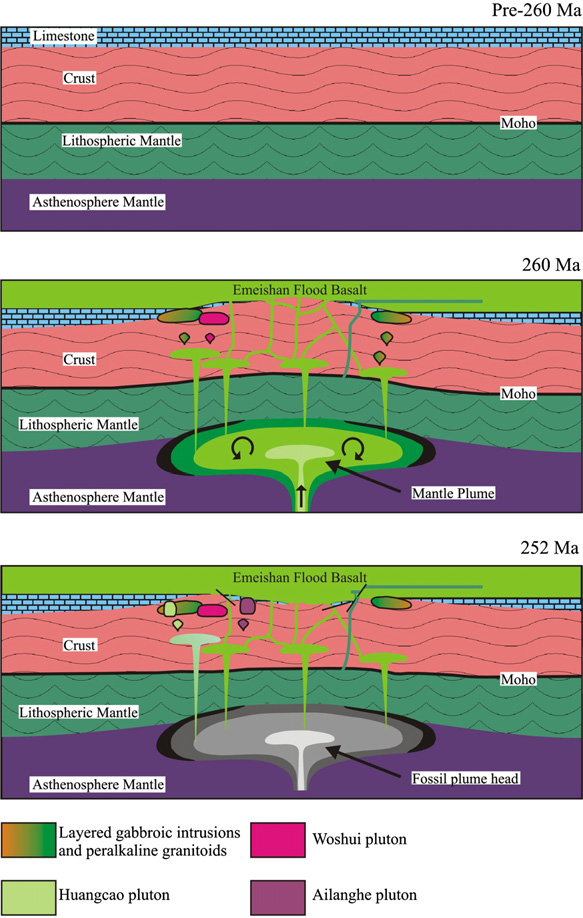 Pre-260 Ma
Limestone
Crust
Moho
Lithospheric Mantle
Asthenosphere Mantle
260 Ma
Emeishan Flood Basalt
Crust
Moho
Lithospheric Mantle
Asthenosphere Mantle
Mantle Plume
252 Ma
Emeishan Flood Basalt
Crust
Moho
Lithospheric Mantle
Asthenosphere Mantle
Fossil plume head
Layered gabbroic intrusions
and peralkaline granitoids
Woshui pluton
Huangcao pluton
Ailanghe pluton